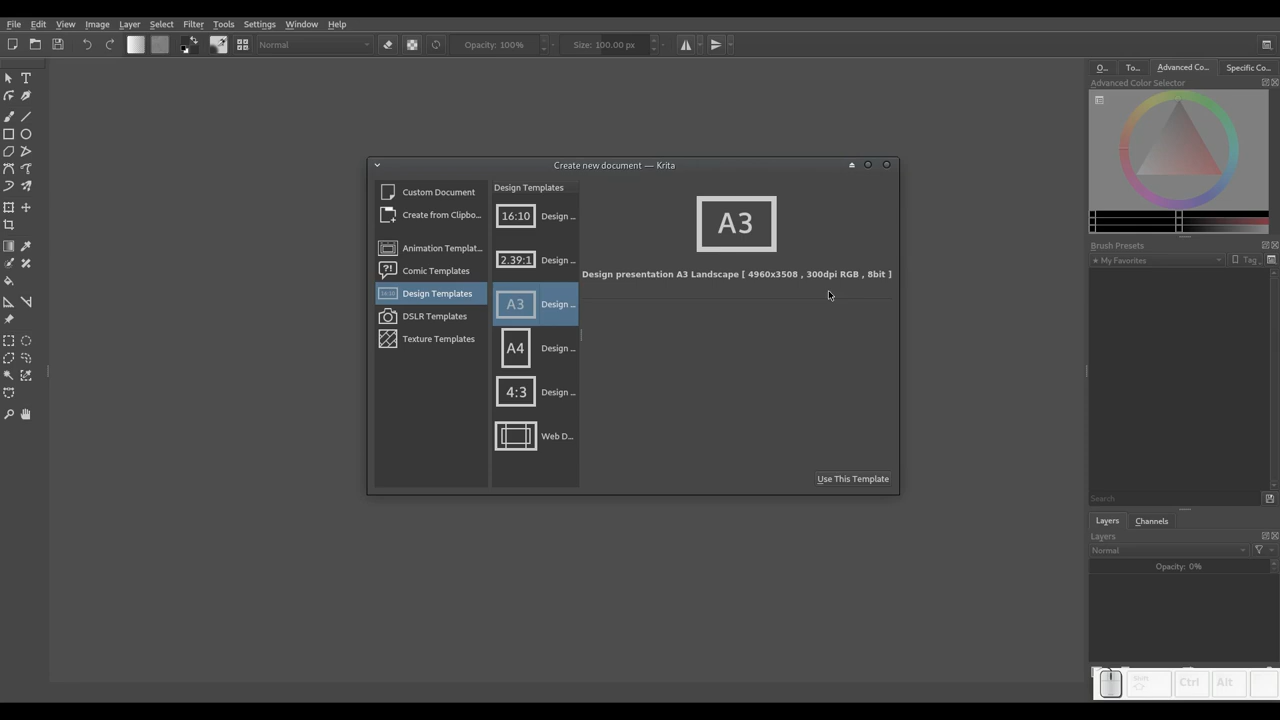 File Edit View Image Layer Select Filter Tools Settings Window Help
Normal Opacity: 100% Size: 100.00 px
O... To... Advanced Co... Specific Co...
Advanced Color Selector
Create new document — Krita
Custom Document
Create from Clipbo...
Animation Templat...
Comic Templates
Design Templates
DSLR Templates
Texture Templates
Design Templates
16:10 Design ...
2.39:1 Design ...
A3 Design ...
A4 Design ...
4:3 Design ...
Web D...
A3
Design presentation A3 Landscape [ 4960x3508 , 300dpi RGB , 8bit ]
Use This Template
Brush Presets
★ My Favorites Tag
Search
Layers Channels
Layers
Normal
Opacity: 0%
Shift Ctrl Alt